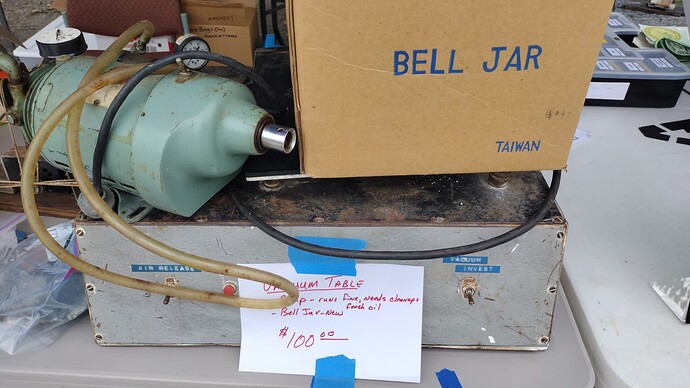 BELL JAR
TAIWAN
AIR RELEASE
VACUUM
INVEST
VACUUM TABLE
- runs fine, needs cleanup
fresh oil
- Bell Jar - New
$100.00